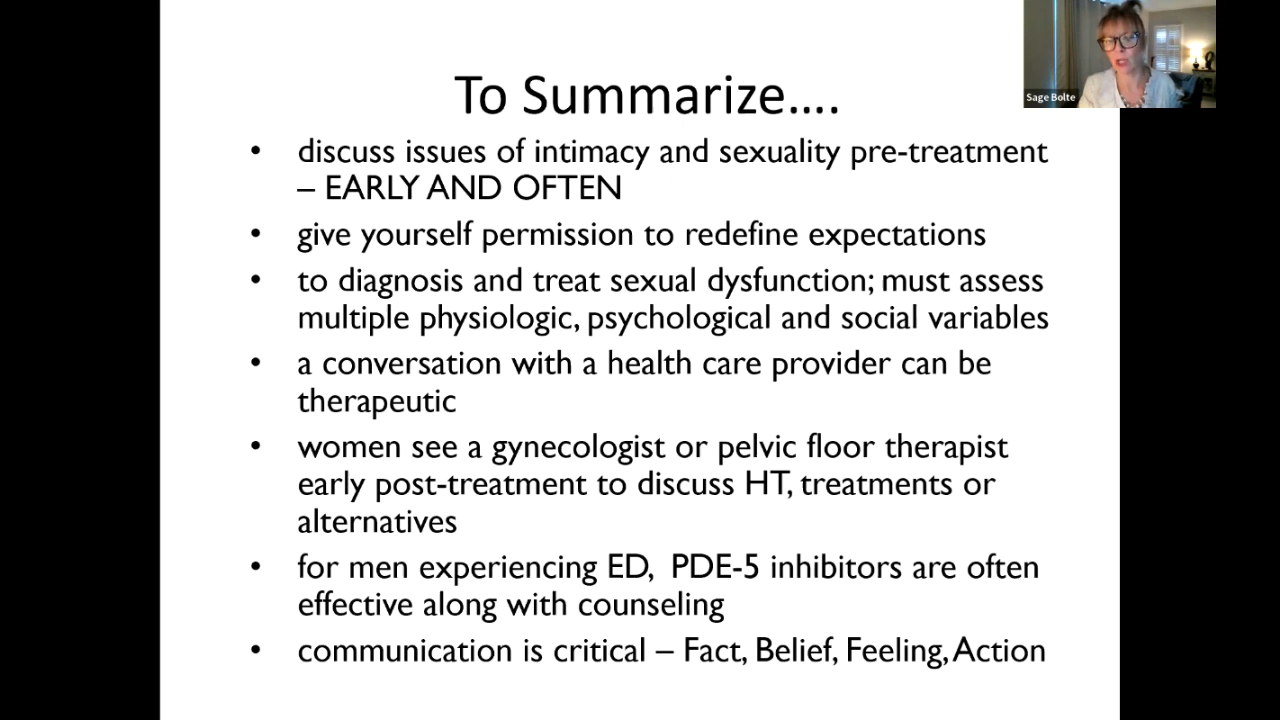 To Summarize….
Sage Bolte
• discuss issues of intimacy and sexuality pre-treatment
– EARLY AND OFTEN
• give yourself permission to redefine expectations
• to diagnosis and treat sexual dysfunction; must assess
multiple physiologic, psychological and social variables
• a conversation with a health care provider can be
therapeutic
• women see a gynecologist or pelvic floor therapist
early post-treatment to discuss HT, treatments or
alternatives
• for men experiencing ED, PDE-5 inhibitors are often
effective along with counseling
• communication is critical – Fact, Belief, Feeling, Action